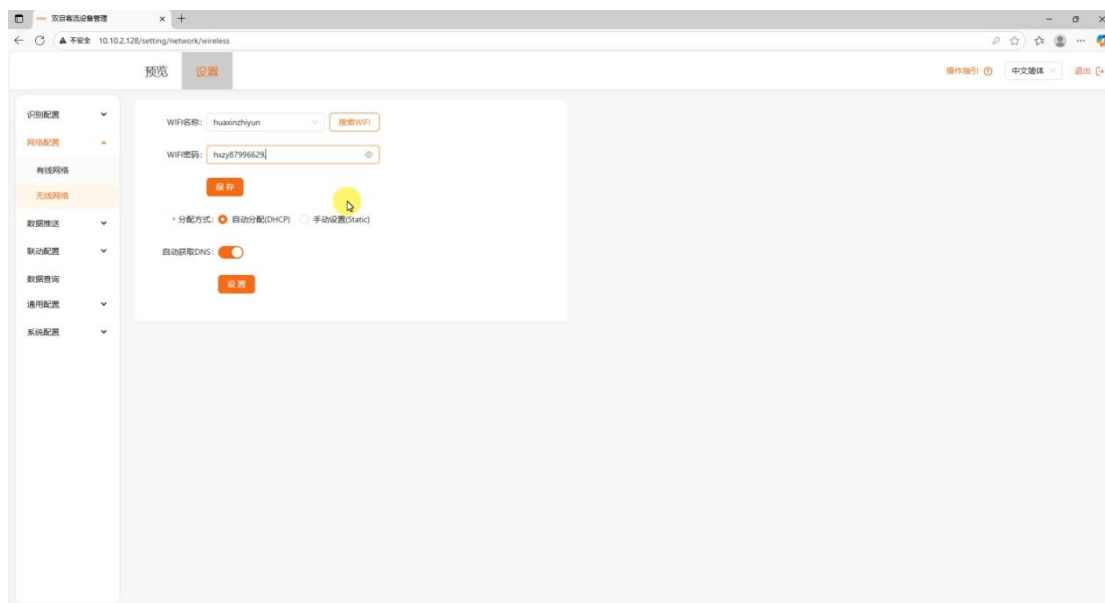 双目客流设备管理
不安全 10.10.2.128/setting/network/wireless
预览 设置 操作指引 中文简体 退出
识别配置
网络配置
有线网络
无线网络
数据推送
联动配置
数据查询
通用配置
系统配置
WIFI名称: huaxinzhiyun 搜索WIFI
WIFI密码: hxzy87996629,
保存
* 分配方式: 自动分配(DHCP) 手动设置(Static)
自动获取DNS:
设置